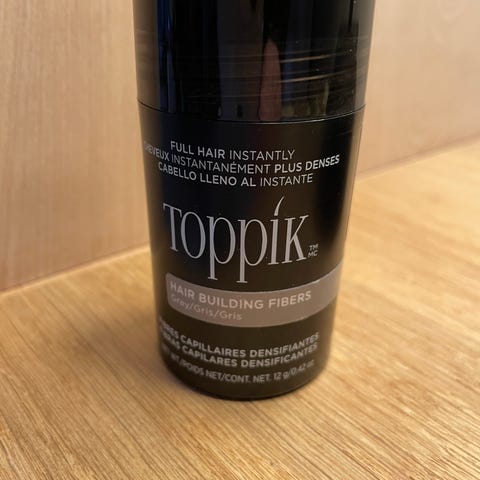 FULL HAIR INSTANTLY
CHEVEUX INSTANTANÉMENT PLUS DENSES
CABELLO LLENO AL INSTANTE
TOPPIK TM MC
HAIR BUILDING FIBERS
Grey/Gris/Gris
FIBRES CAPILLAIRES DENSIFIANTES
FIBRAS CAPILARES DENSIFICANTES
NET WT./POIDS NET/CONT. NET. 12 g/0.42 oz